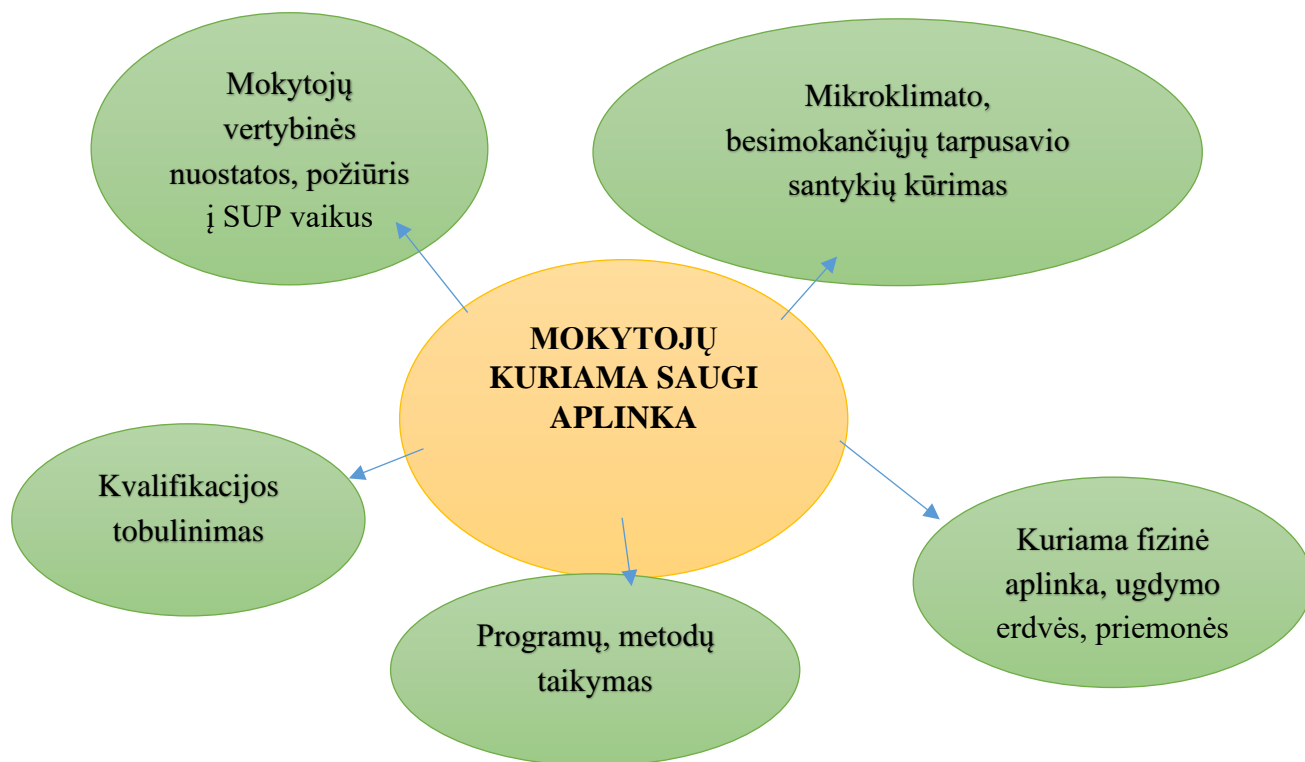 Mokytojų
vertybinės
nuostatos, požiūris
į SUP vaikus
Mikroklimato,
besimokančiųjų tarpusavio
santykių kūrimas
MOKYTOJŲ
KURIAMA SAUGI
APLINKA
Kvalifikacijos
tobulinimas
Programų, metodų
taikymas
Kuriama fizinė
aplinka, ugdymo
erdvės, priemonės